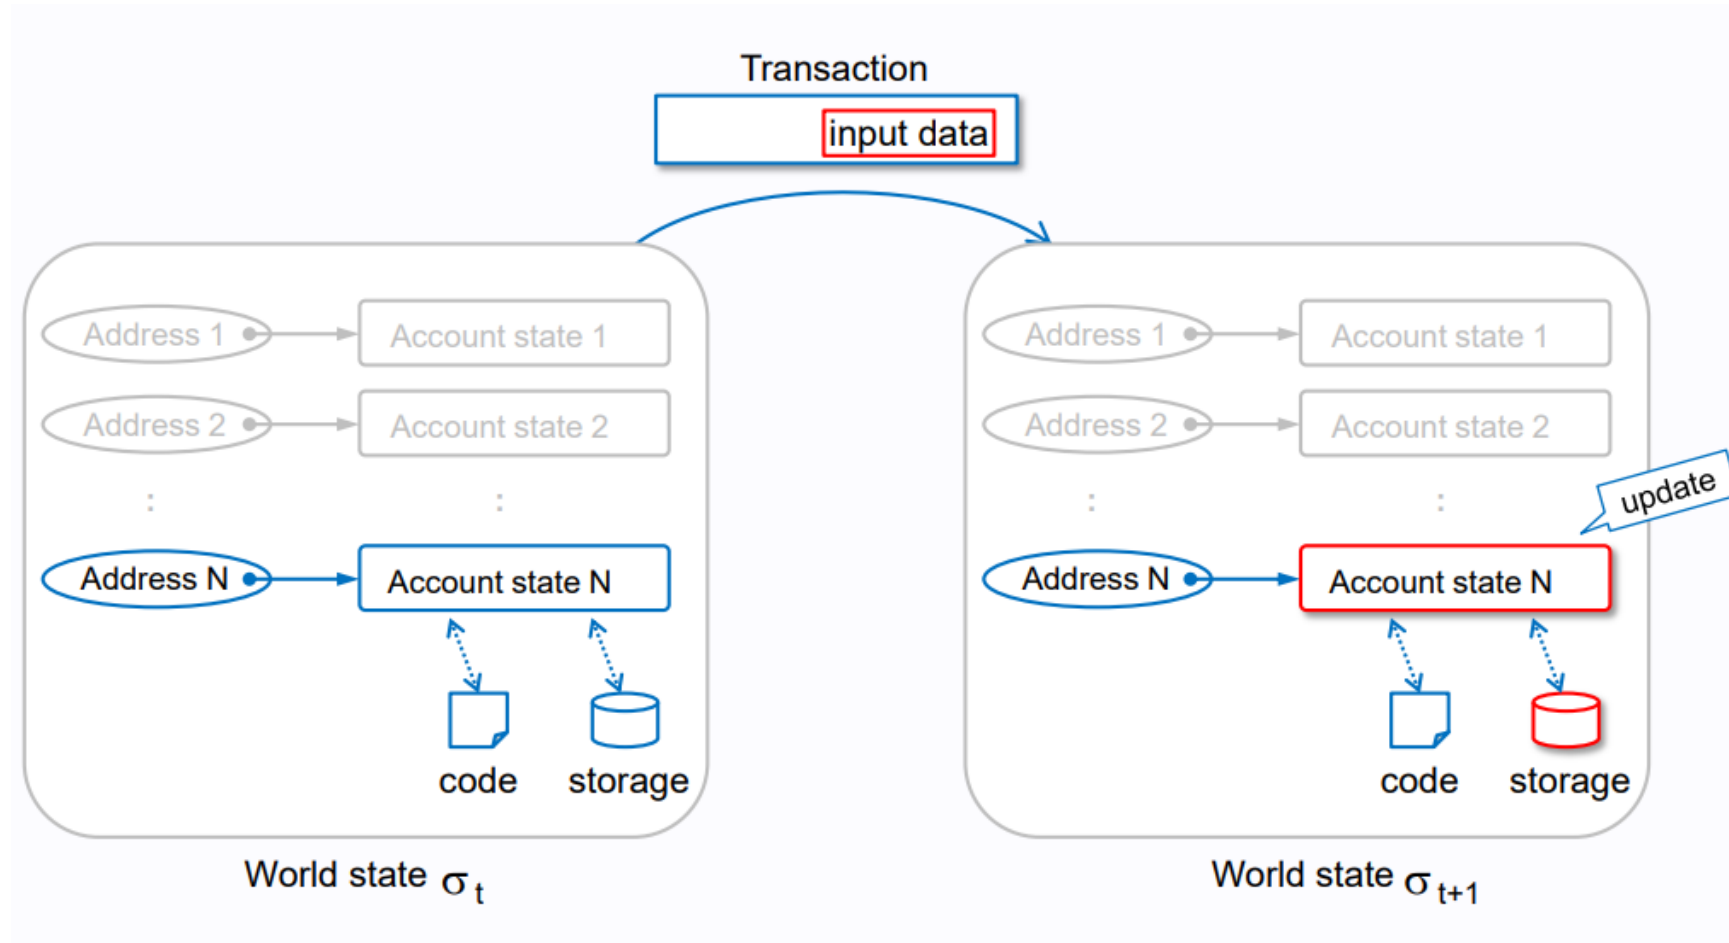 Transaction
input data
Address 1
Account state 1
Address 2
Account state 2
:
:
Address N
Account state N
code
storage
World state σ t
Address 1
Account state 1
Address 2
Account state 2
:
:
update
Address N
Account state N
code
storage
World state σ t+1